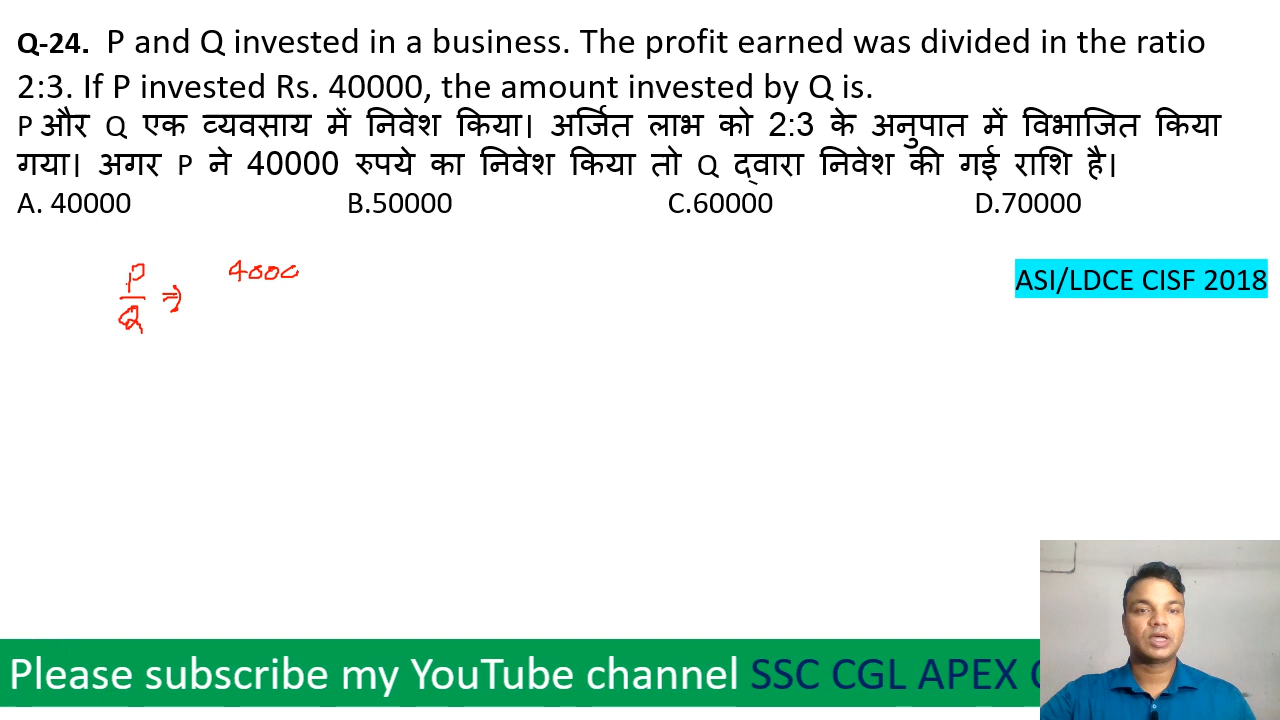 Q-24. P and Q invested in a business. The profit earned was divided in the ratio
2:3. If P invested Rs. 40000, the amount invested by Q is.
P और Q एक व्यवसाय में निवेश किया। अर्जित लाभ को 2:3 के अनुपात में विभाजित किया
गया। अगर P ने 40000 रुपये का निवेश किया तो Q द्वारा निवेश की गई राशि है।
A. 40000 B.50000 C.60000 D.70000
P 4000
Q ⇒
ASI/LDCE CISF 2018
Please subscribe my YouTube channel SSC CGL APEX